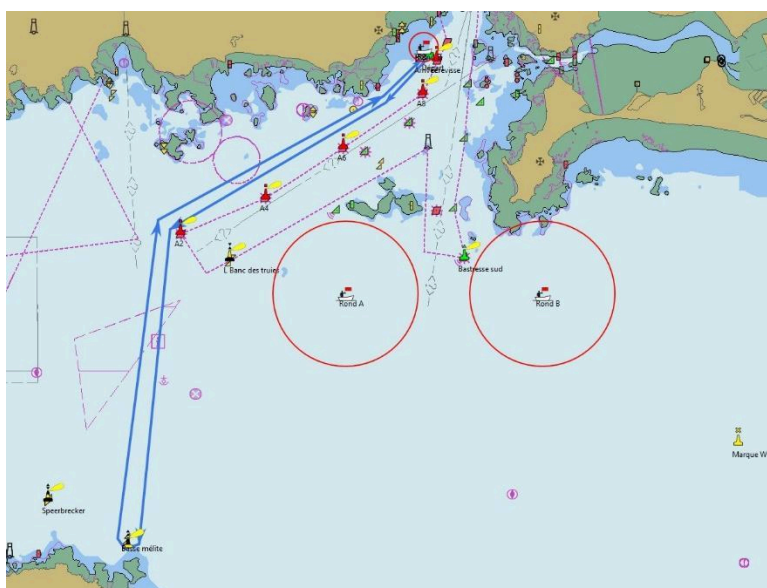 A8
A6
A4
A2
L Banc des truies
Bastresse sud
Rond A
Rond B
Marque W
Speerbrecker
Basse mélite